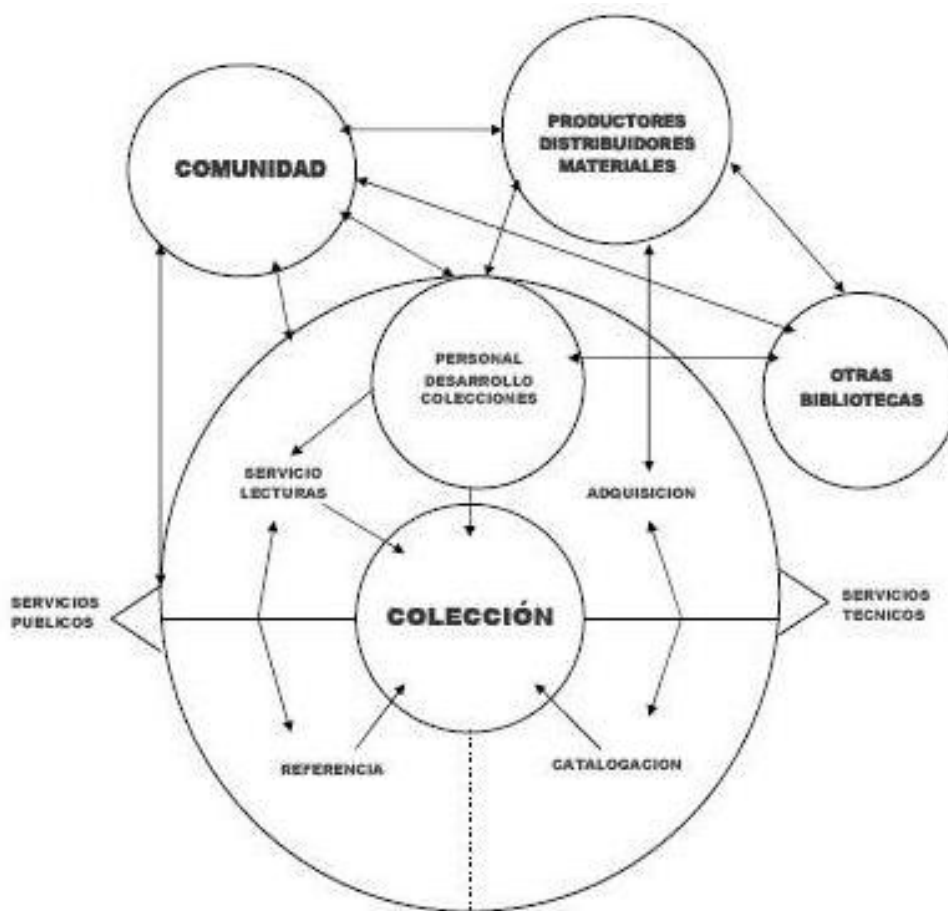 COMUNIDAD
PRODUCTORES
DISTRIBUIDORES
MATERIALES
OTRAS
BIBLIOTECAS
PERSONAL
DESARROLLO
COLECCIONES
SERVICIO
LECTURAS
ADQUISICION
SERVICIOS
PUBLICOS
COLECCIÓN
SERVICIOS
TECNICOS
REFERENCIA
CATALOGACION